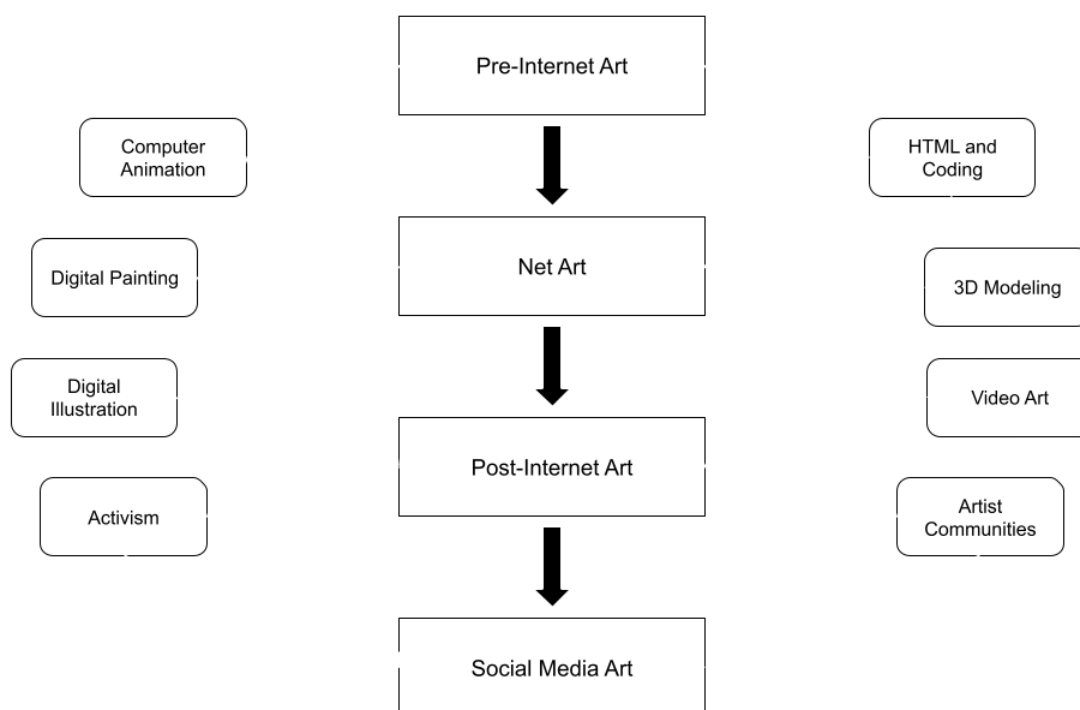 Pre-Internet Art
Computer
Animation
HTML and
Coding
Net Art
Digital Painting
3D Modeling
Digital
Illustration
Video Art
Post-Internet Art
Activism
Artist
Communities
Social Media Art